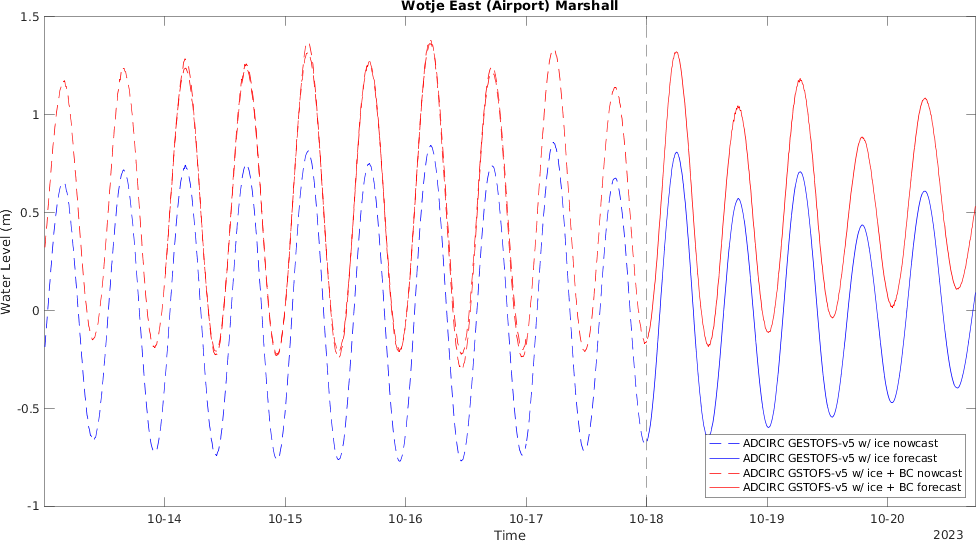 Wotje East (Airport) Marshall
1.5
1
0.5
0
-0.5
-1
Water Level (m)
10-14
10-15
10-16
10-17
10-18
10-19
10-20
Time
2023
ADCIRC GESTOFS-v5 w/ ice nowcast
ADCIRC GESTOFS-v5 w/ ice forecast
ADCIRC GSTOFS-v5 w/ ice + BC nowcast
ADCIRC GSTOFS-v5 w/ ice + BC forecast